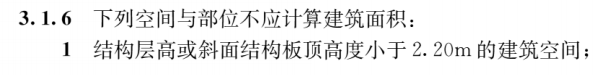 3.1.6 下列空间与部位不应计算建筑面积：
1 结构层高或斜面结构板顶高度小于2.20m的建筑空间；